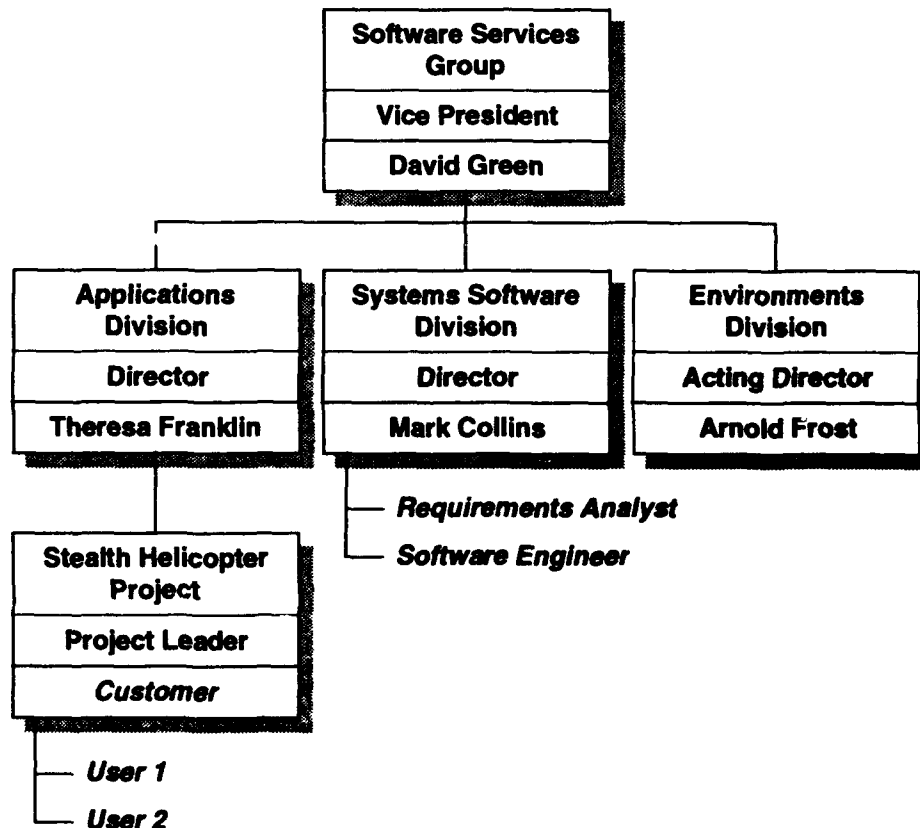 Software Services
Group
Vice President
David Green
Applications
Division
Director
Theresa Franklin
Systems Software
Division
Director
Mark Collins
Environments
Division
Acting Director
Arnold Frost
Requirements Analyst
Software Engineer
Stealth Helicopter
Project
Project Leader
Customer
User 1
User 2